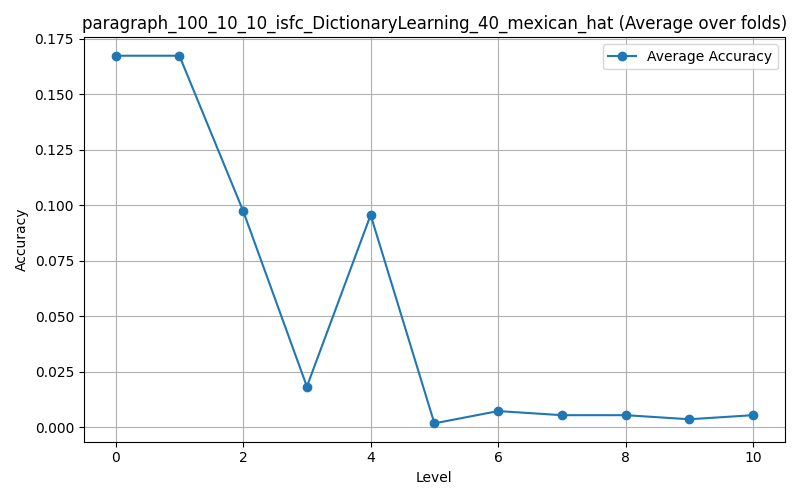 paragraph_100_10_10_isfc_DictionaryLearning_40_mexican_hat (Average over folds)
Average Accuracy
0.175
0.150
0.125
0.100
0.075
0.050
0.025
0.000
Accuracy
0 2 4 6 8 10
Level